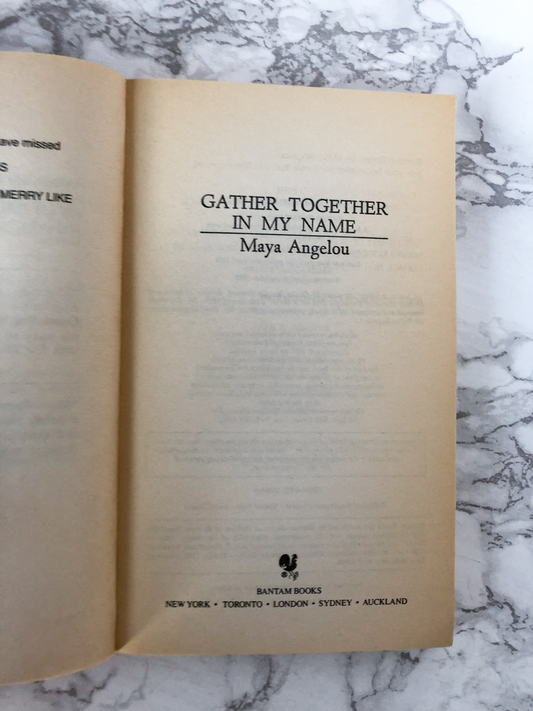 ave missed
S
MERRY LIKE
GATHER TOGETHER
IN MY NAME
Maya Angelou
BANTAM BOOKS
NEW YORK • TORONTO • LONDON • SYDNEY • AUCKLAND